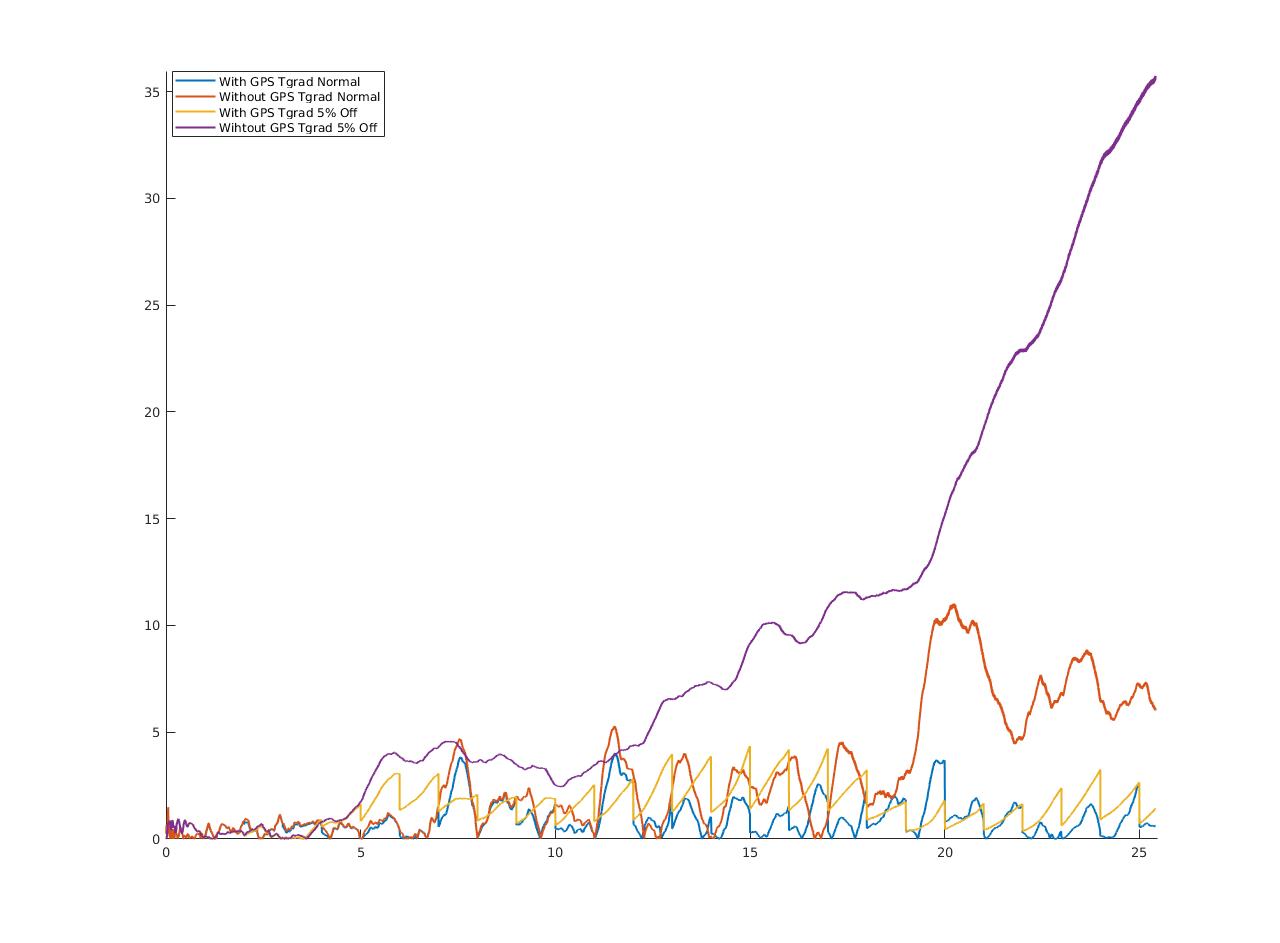 With GPS Tgrad Normal
Without GPS Tgrad Normal
With GPS Tgrad 5% Off
Wihtout GPS Tgrad 5% Off
35
30
25
20
15
10
5
0
0 5 10 15 20 25